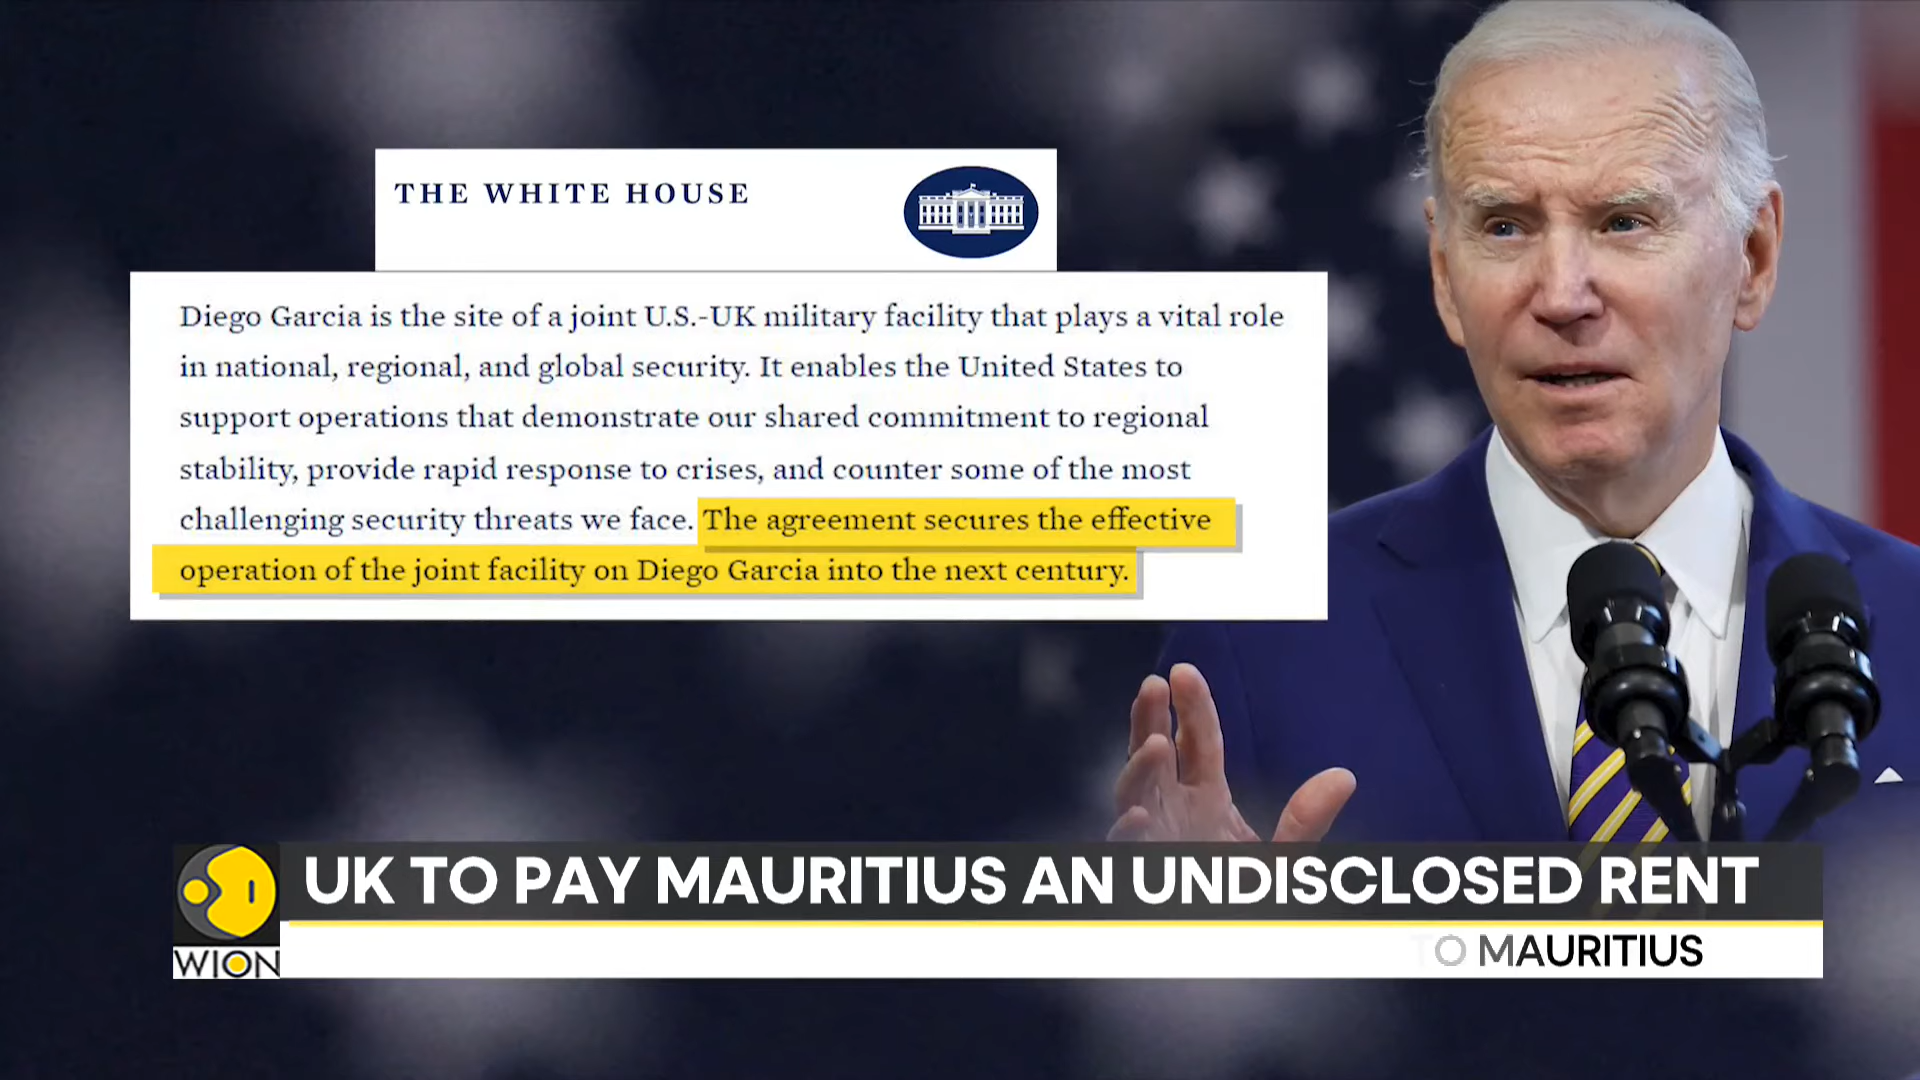 THE WHITE HOUSE
Diego Garcia is the site of a joint U.S.-UK military facility that plays a vital role
in national, regional, and global security. It enables the United States to
support operations that demonstrate our shared commitment to regional
stability, provide rapid response to crises, and counter some of the most
challenging security threats we face. The agreement secures the effective
operation of the joint facility on Diego Garcia into the next century.
UK TO PAY MAURITIUS AN UNDISCLOSED RENT
TO MAURITIUS
WION